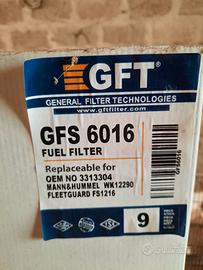 GFT
GENERAL FILTER TECHNOLOGIES
www.gftfilter.com
GFS 6016
FUEL FILTER
Replaceable for
OEM NO 3313304
MANN&HUMMEL WK12290
FLEETGUARD FS1216
GFS6016
9